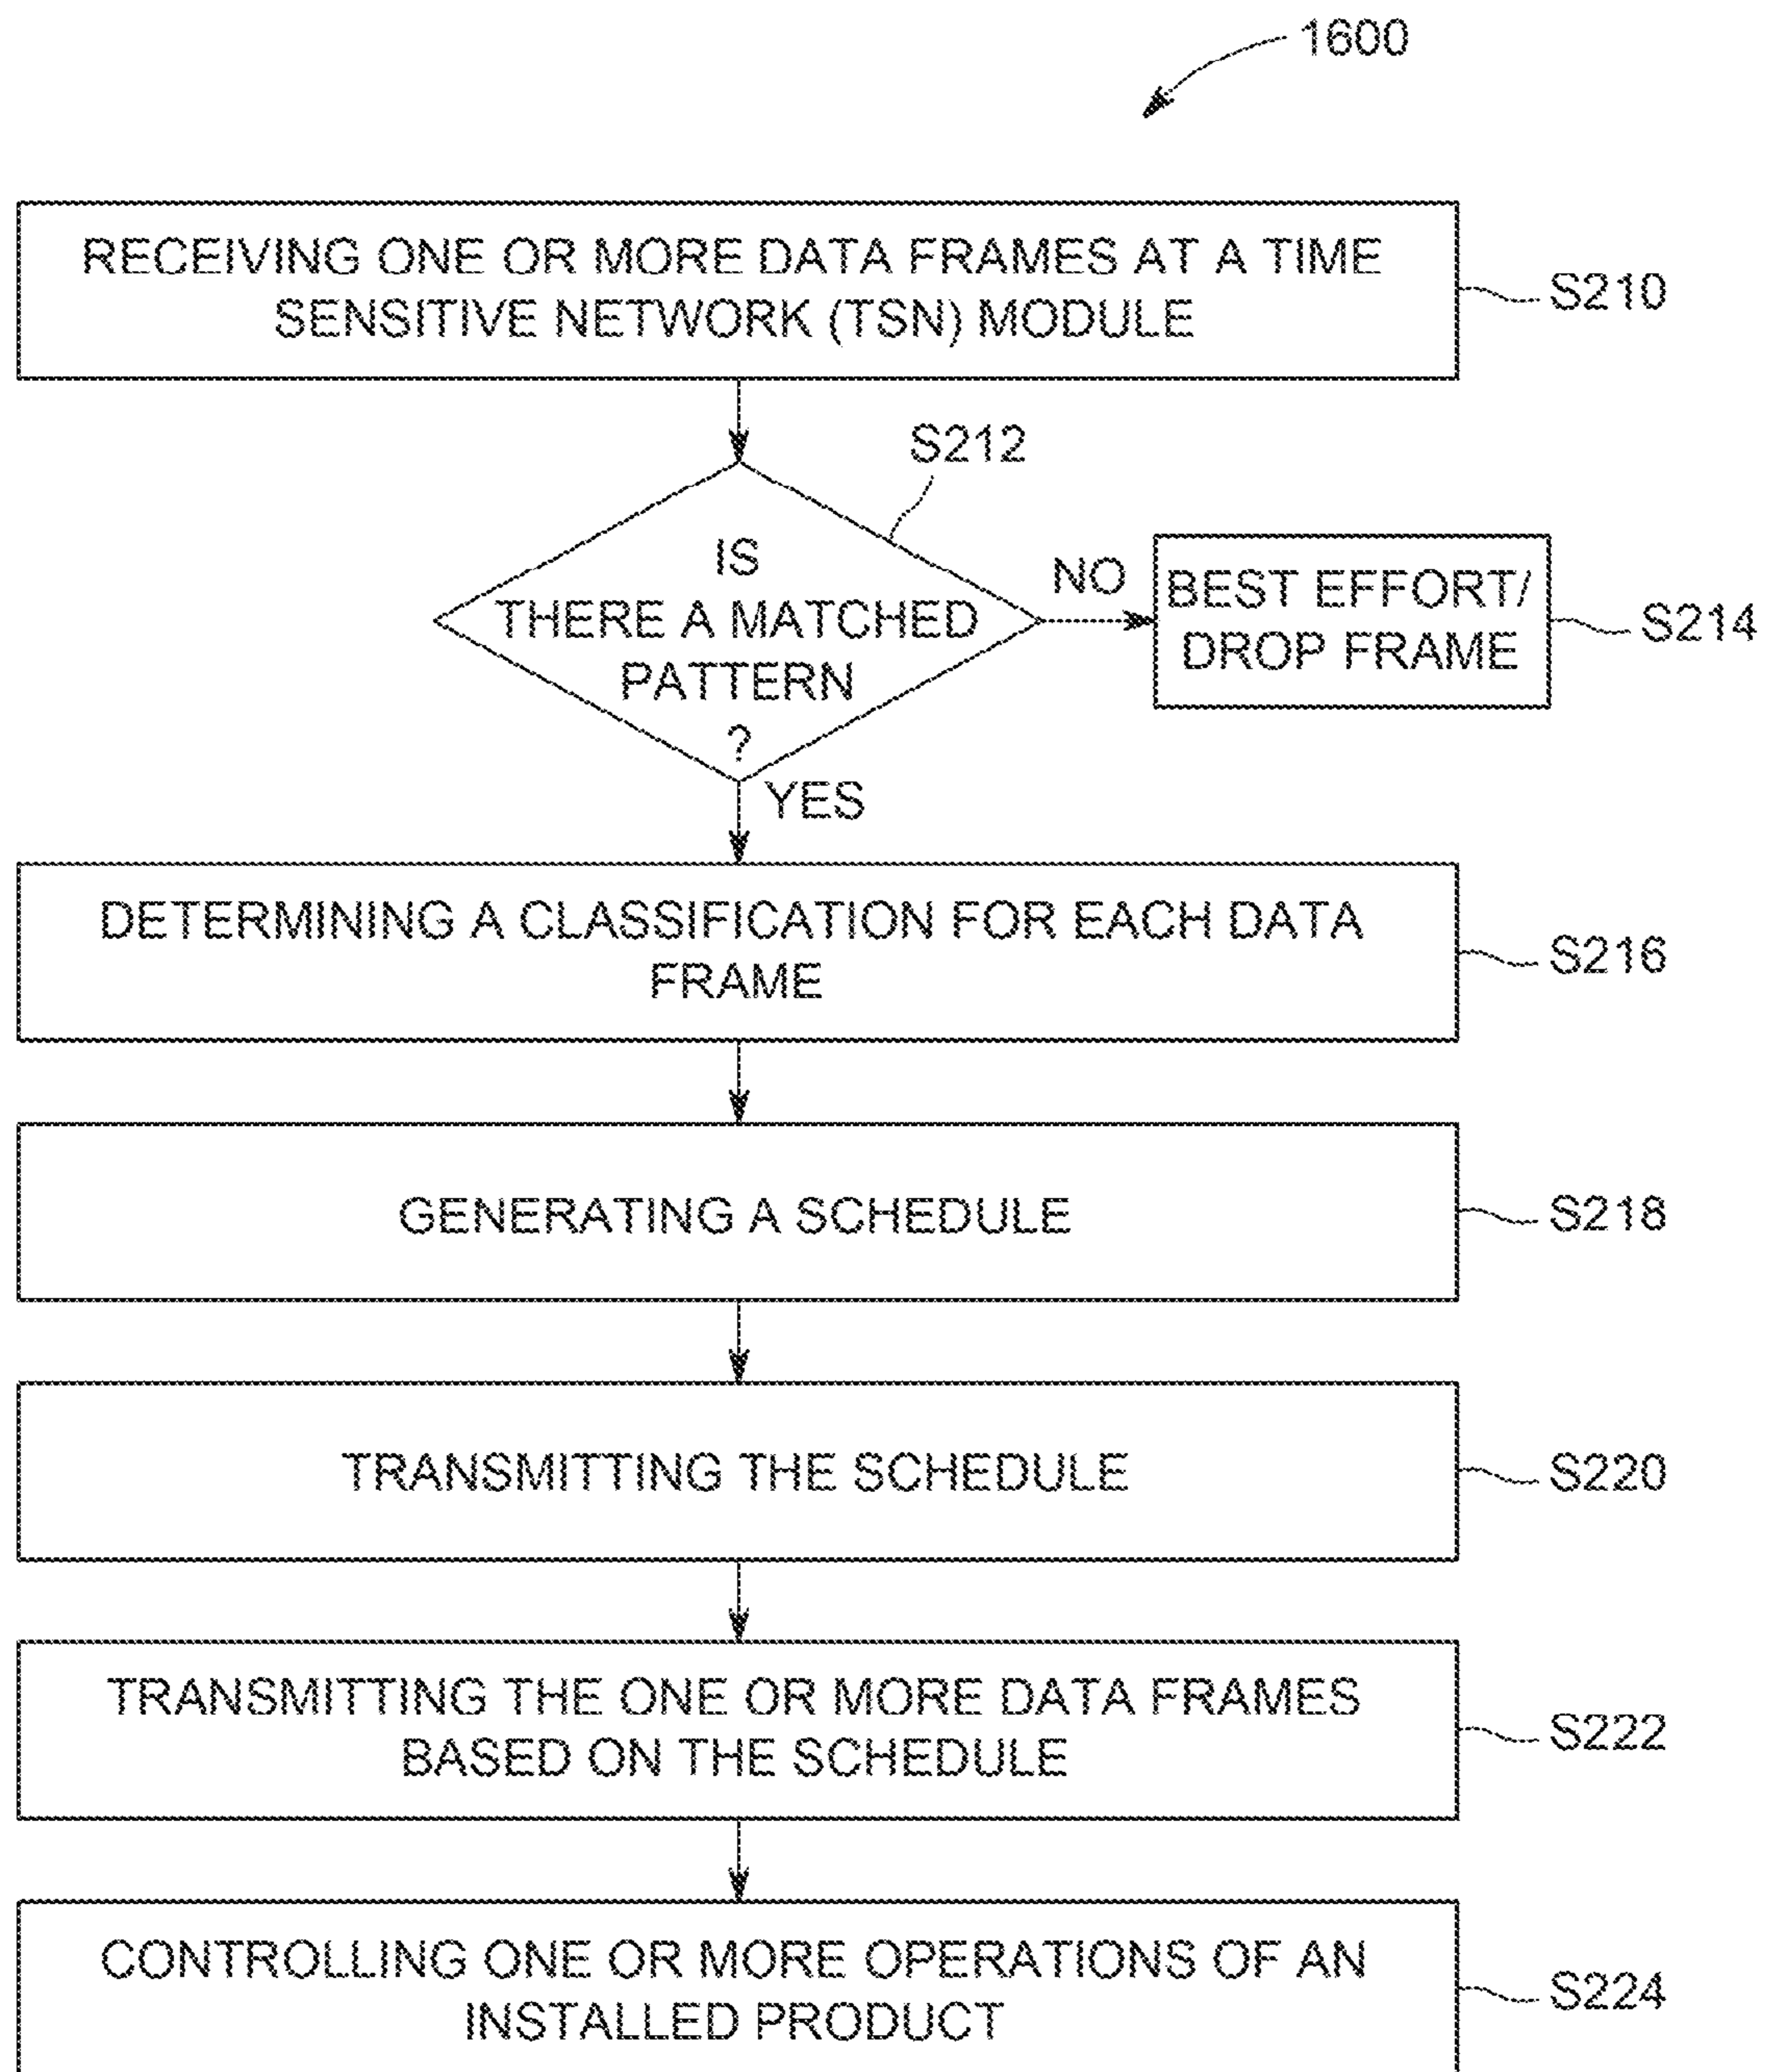 1600
RECEIVING ONE OR MORE DATA FRAMES AT A TIME
SENSITIVE NETWORK (TSN) MODULE
S210
S212
IS
THERE A MATCHED
PATTERN
?
NO
BEST EFFORT/
DROP FRAME
S214
YES
DETERMINING A CLASSIFICATION FOR EACH DATA
FRAME
S216
GENERATING A SCHEDULE
S218
TRANSMITTING THE SCHEDULE
S220
TRANSMITTING THE ONE OR MORE DATA FRAMES
BASED ON THE SCHEDULE
S222
CONTROLLING ONE OR MORE OPERATIONS OF AN
INSTALLED PRODUCT
S224